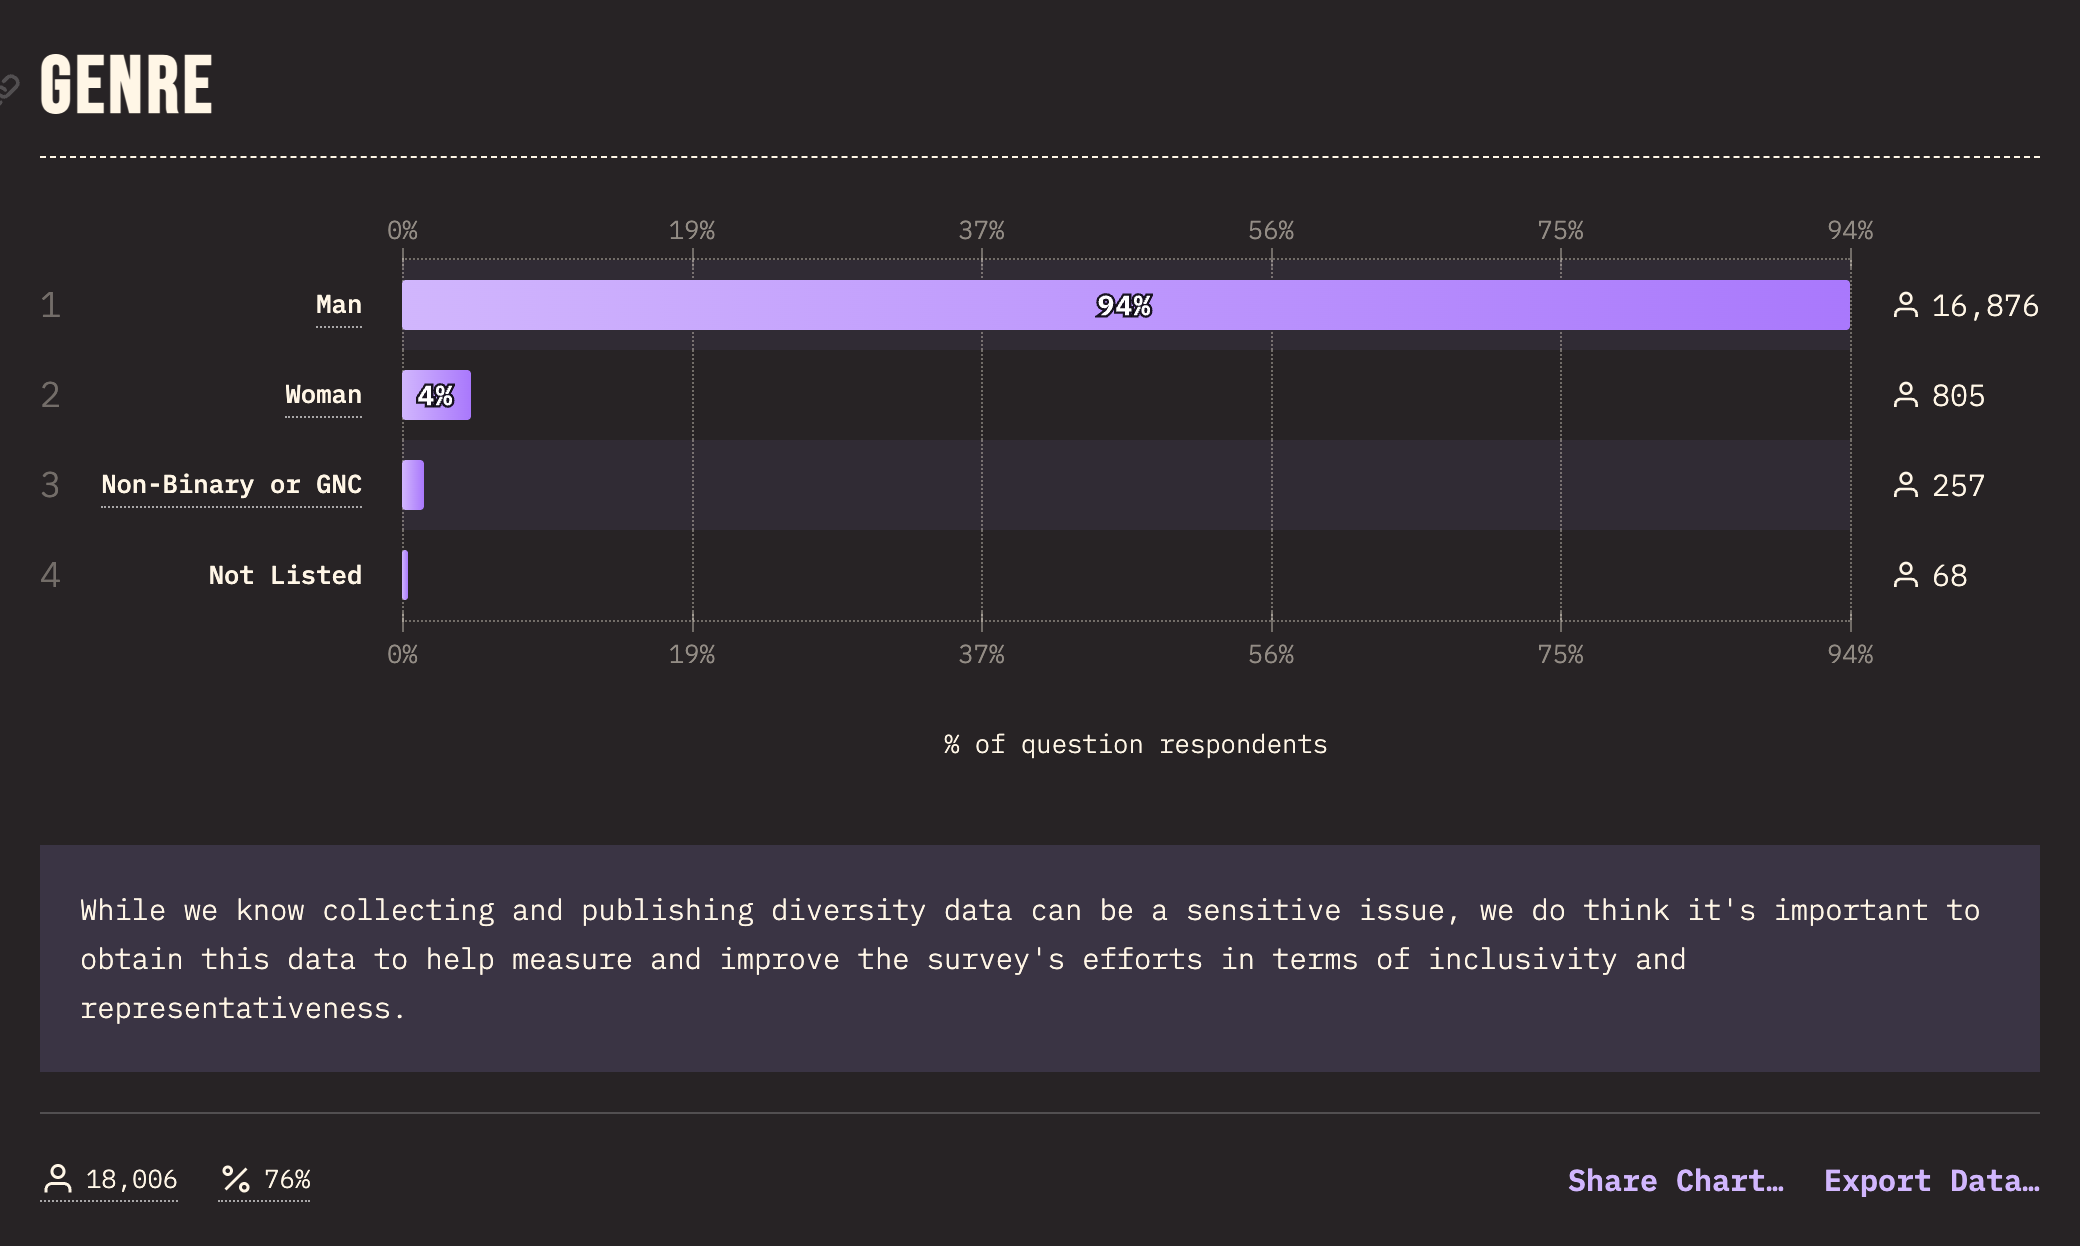 GENRE
0% 19% 37% 56% 75% 94%
1 Man 94% 16,876
2 Woman 4% 805
3 Non-Binary or GNC 257
4 Not Listed 68
0% 19% 37% 56% 75% 94%
% of question respondents
While we know collecting and publishing diversity data can be a sensitive issue, we do think it's important to
obtain this data to help measure and improve the survey's efforts in terms of inclusivity and
representativeness.
18,006 % 76% Share Chart… Export Data…